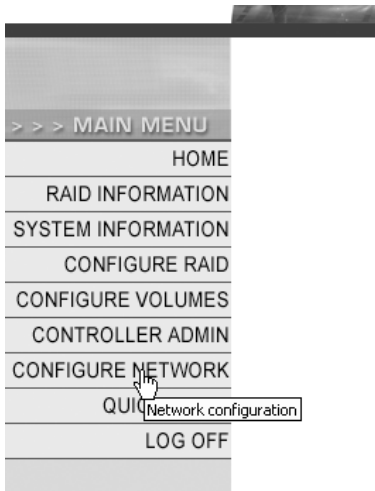 > > > MAIN MENU
HOME
RAID INFORMATION
SYSTEM INFORMATION
CONFIGURE RAID
CONFIGURE VOLUMES
CONTROLLER ADMIN
CONFIGURE NETWORK
Network configuration
LOG OFF